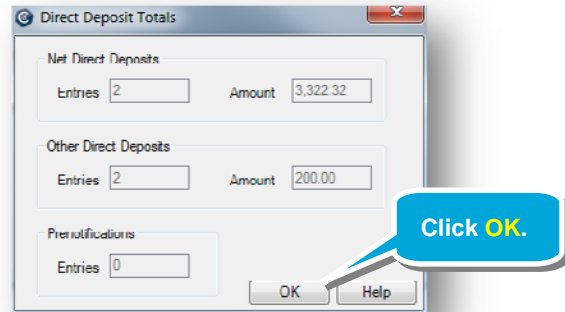 Direct Deposit Totals
Net Direct Deposits
Entries 2 Amount 3,322.32
Other Direct Deposits
Entries 2 Amount 200.00
Click OK.
Prenotifications
Entries 0
OK Help